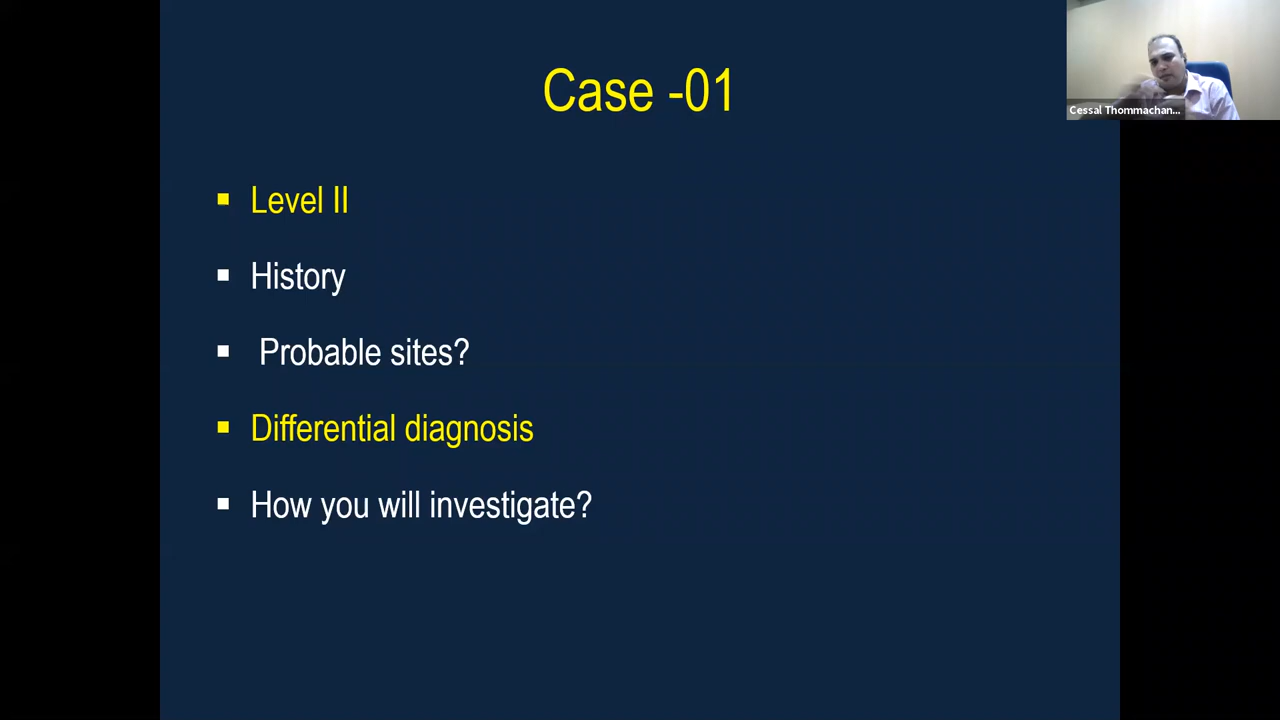 Case -01
Cessal Thommachan...
Level II
History
Probable sites?
Differential diagnosis
How you will investigate?